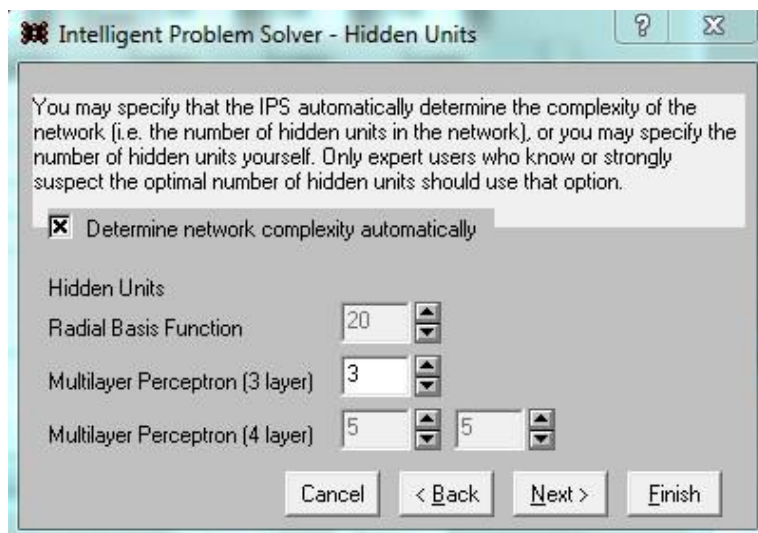 Intelligent Problem Solver - Hidden Units
You may specify that the IPS automatically determine the complexity of the
network (i.e. the number of hidden units in the network), or you may specify the
number of hidden units yourself. Only expert users who know or strongly
suspect the optimal number of hidden units should use that option.
Determine network complexity automatically
Hidden Units
Radial Basis Function 20
Multilayer Perceptron (3 layer) 3
Multilayer Perceptron (4 layer) 5 5
Cancel < Back Next > Finish